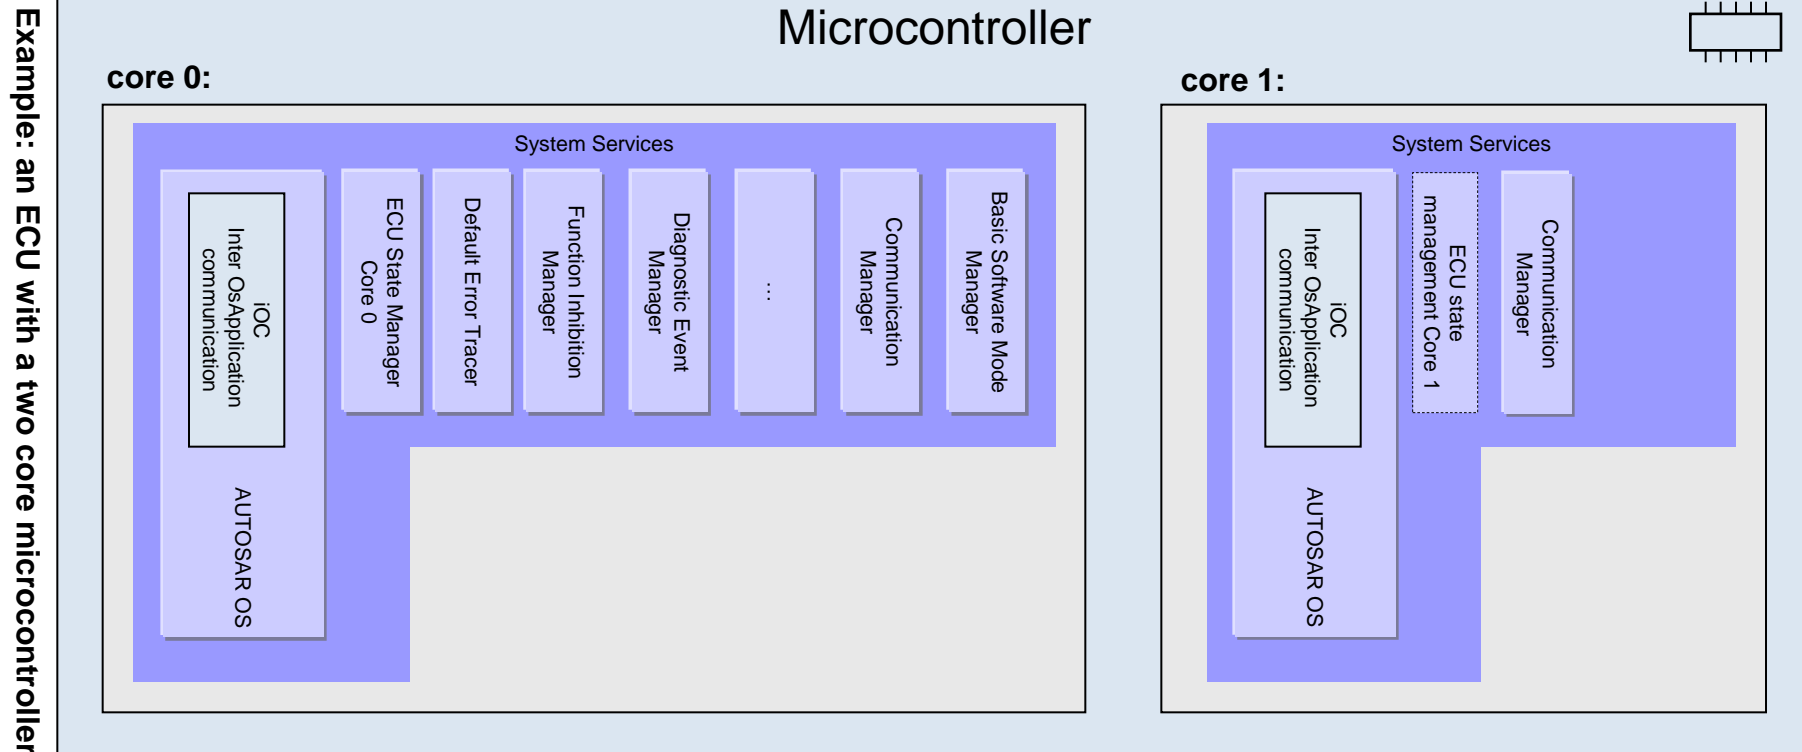 Microcontroller
Example: an ECU with a two core microcontroller
core 0:
System Services
iOC
Inter OsApplication
communication
AUTOSAR OS
ECU State Manager
Core 0
Default Error Tracer
Function Inhibition
Manager
Diagnostic Event
Manager
...
Communication
Manager
Basic Software Mode
Manager
core 1:
System Services
iOC
Inter OsApplication
communication
AUTOSAR OS
ECU state
management Core 1
Communication
Manager